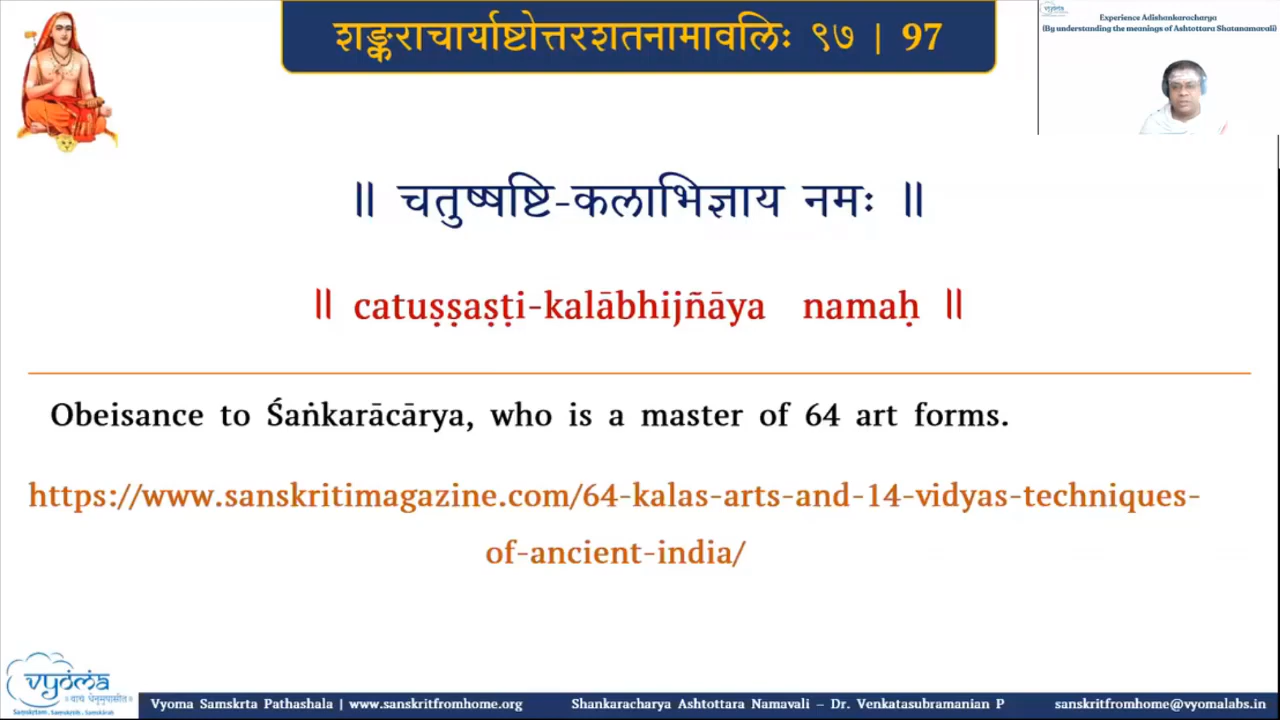 शङ्कराचार्याष्टोत्तरशतनामावलिः ९७ | 97
Experience Adishankaracharya
(By understanding the meanings of Ashtottara Shatanamavali)
॥ चतुष्षष्टि-कलाभिज्ञाय नमः ॥
॥ catuṣṣaṣṭi-kalābhijñāya namaḥ ॥
Obeisance to Śaṅkarācārya, who is a master of 64 art forms.
https://www.sanskritimagazine.com/64-kalas-arts-and-14-vidyas-techniques-
of-ancient-india/
vyoma
। वाचं धेनुमुपासीत।
Samskrtam . Samskriti . Samskarah
Vyoma Samskrta Pathashala | www.sanskritfromhome.org Shankaracharya Ashtottara Namavali – Dr. Venkatasubramanian P sanskritfromhome@vyomalabs.in